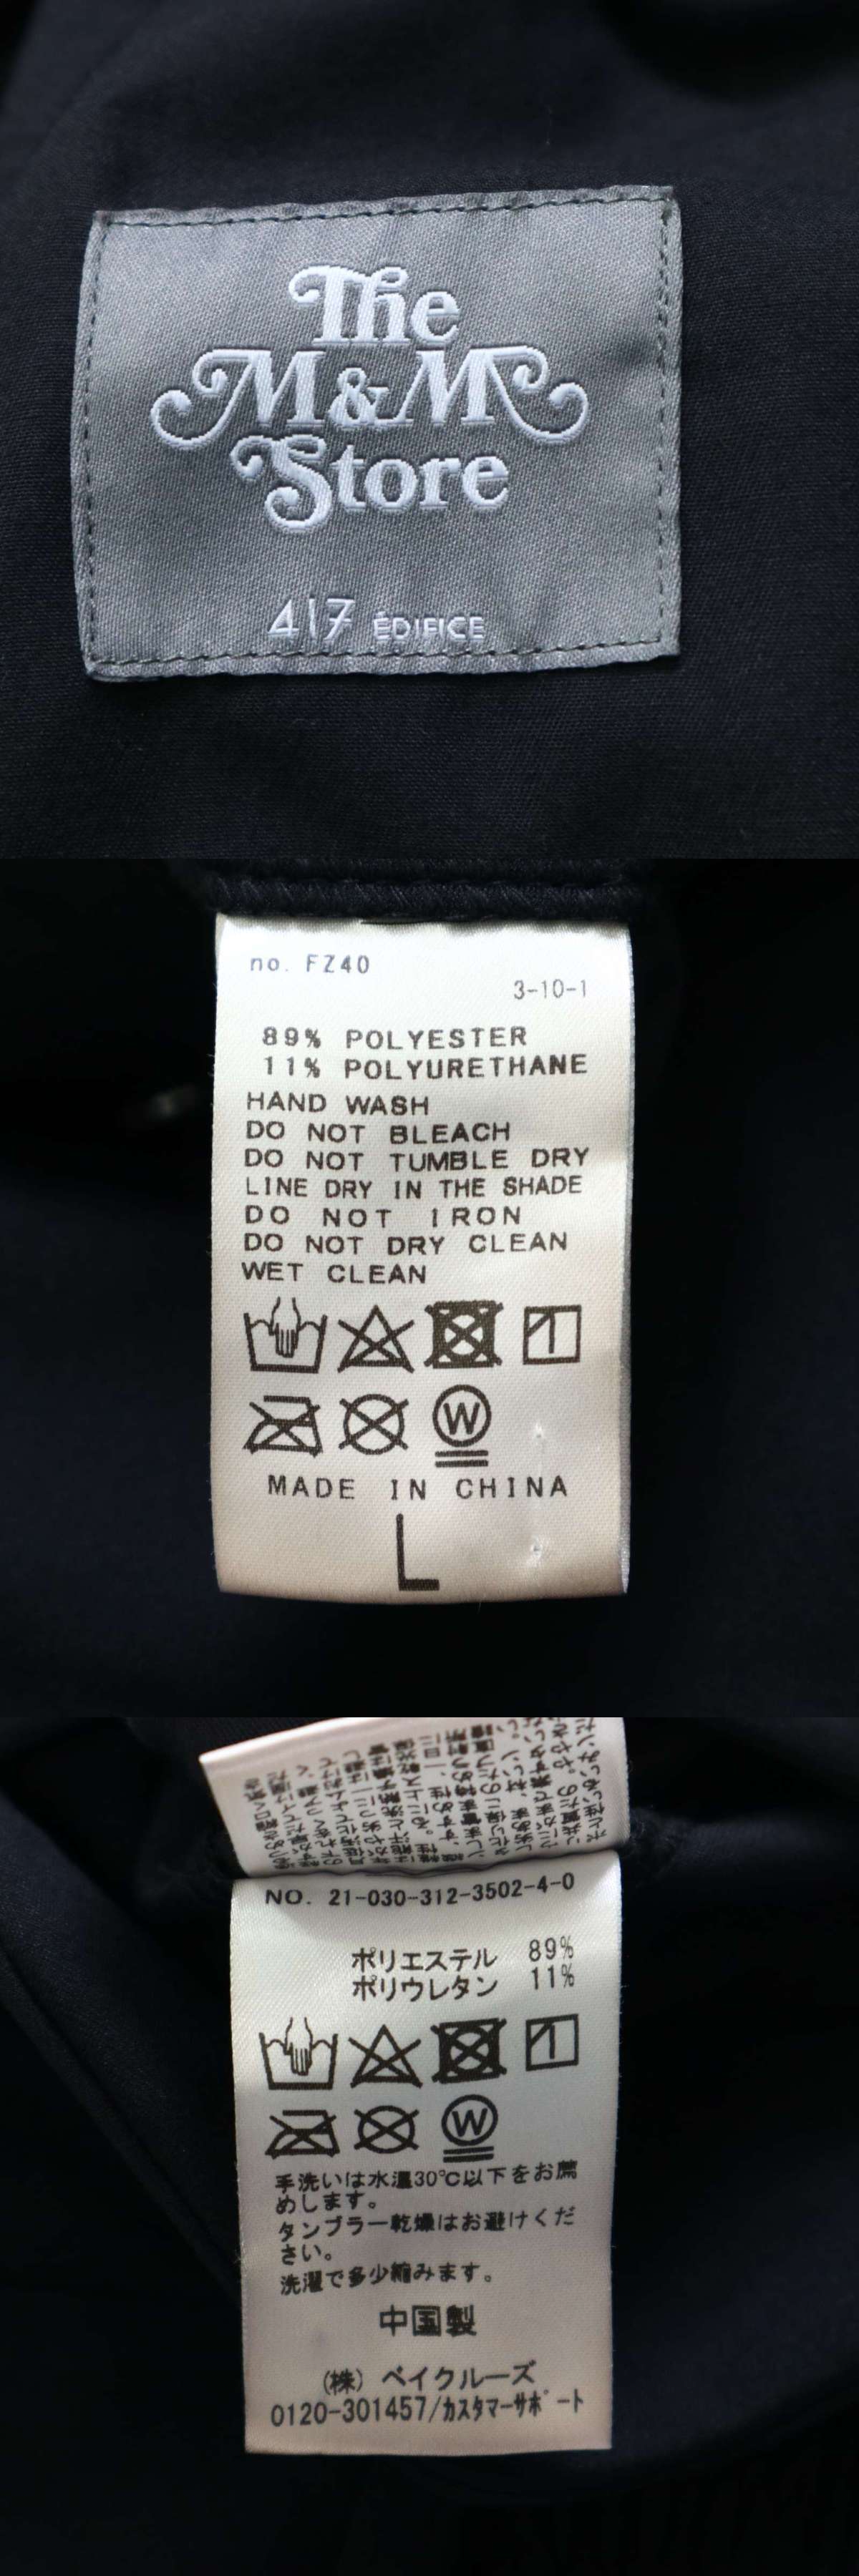 The
M&M
Store
417 ÉDIFICE
no. FZ40
3-10-1
89% POLYESTER
11% POLYURETHANE
HAND WASH
DO NOT BLEACH
DO NOT TUMBLE DRY
LINE DRY IN THE SHADE
DO NOT IRON
DO NOT DRY CLEAN
WET CLEAN
W
MADE IN CHINA
L
NO. 21-030-312-3502-4-0
ポリエステル 89%
ポリウレタン 11%
W
手洗いは水温30℃以下をお薦
めします。
タンブラー乾燥はお避けくだ
さい。
洗濯で多少縮みます。
中国製
(株) ベイクルーズ
0120-301457/カスタマーサポート